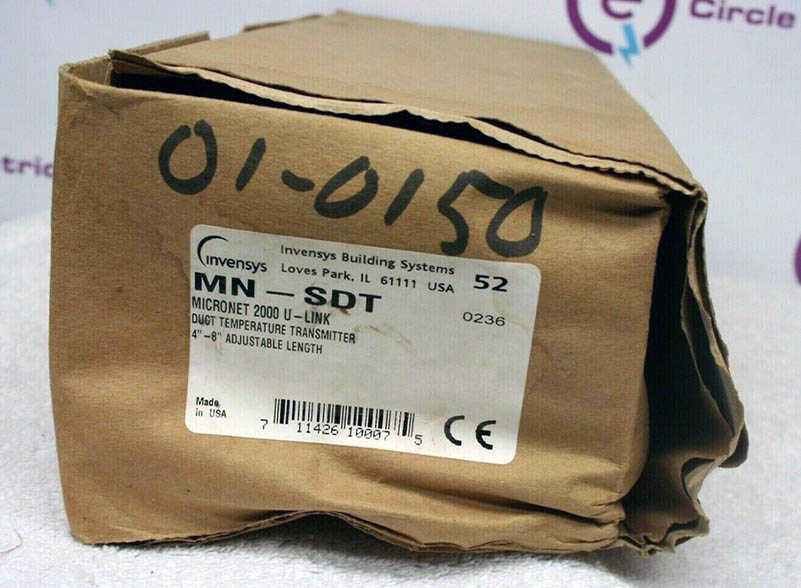 e Circle
tric
01-0150
invensys
Invensys Building Systems
Loves Park, IL 61111 USA
52
MN-SDT
0236
MICRONET 2000 U-LINK
DUCT TEMPERATURE TRANSMITTER
4"-8" ADJUSTABLE LENGTH
Made
in USA
7 11426 10007 5
CE